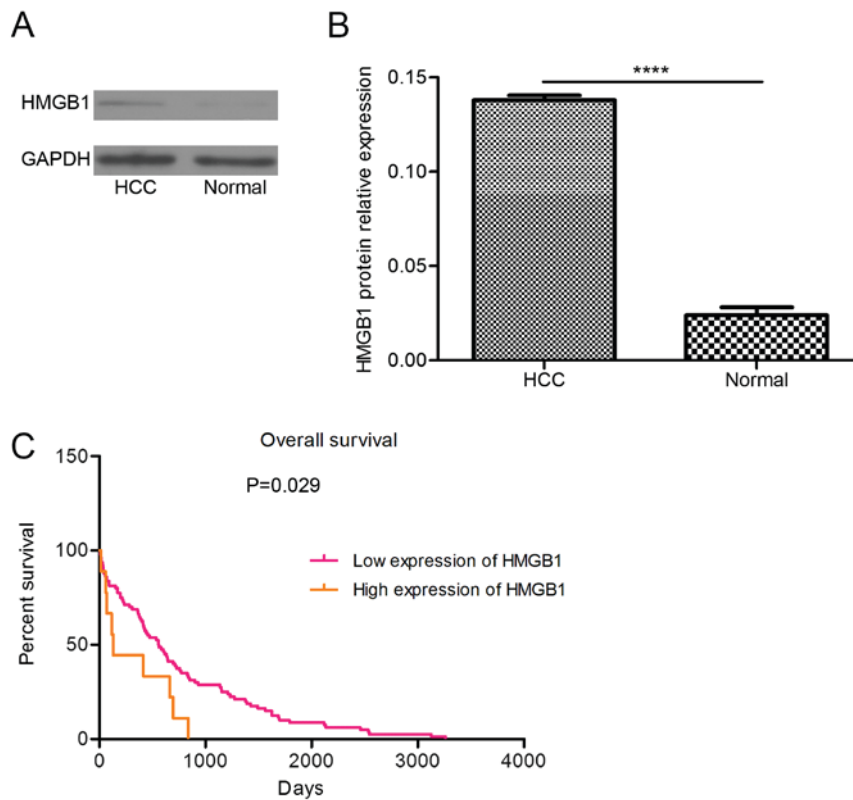 A
HMGB1
GAPDH
HCC Normal
B
HMGB1 protein relative expression
0.15
0.10
0.05
0.00
****
HCC Normal
C
Overall survival
P=0.029
Percent survival
150
100
50
0
Low expression of HMGB1
High expression of HMGB1
0 1000 2000 3000 4000
Days